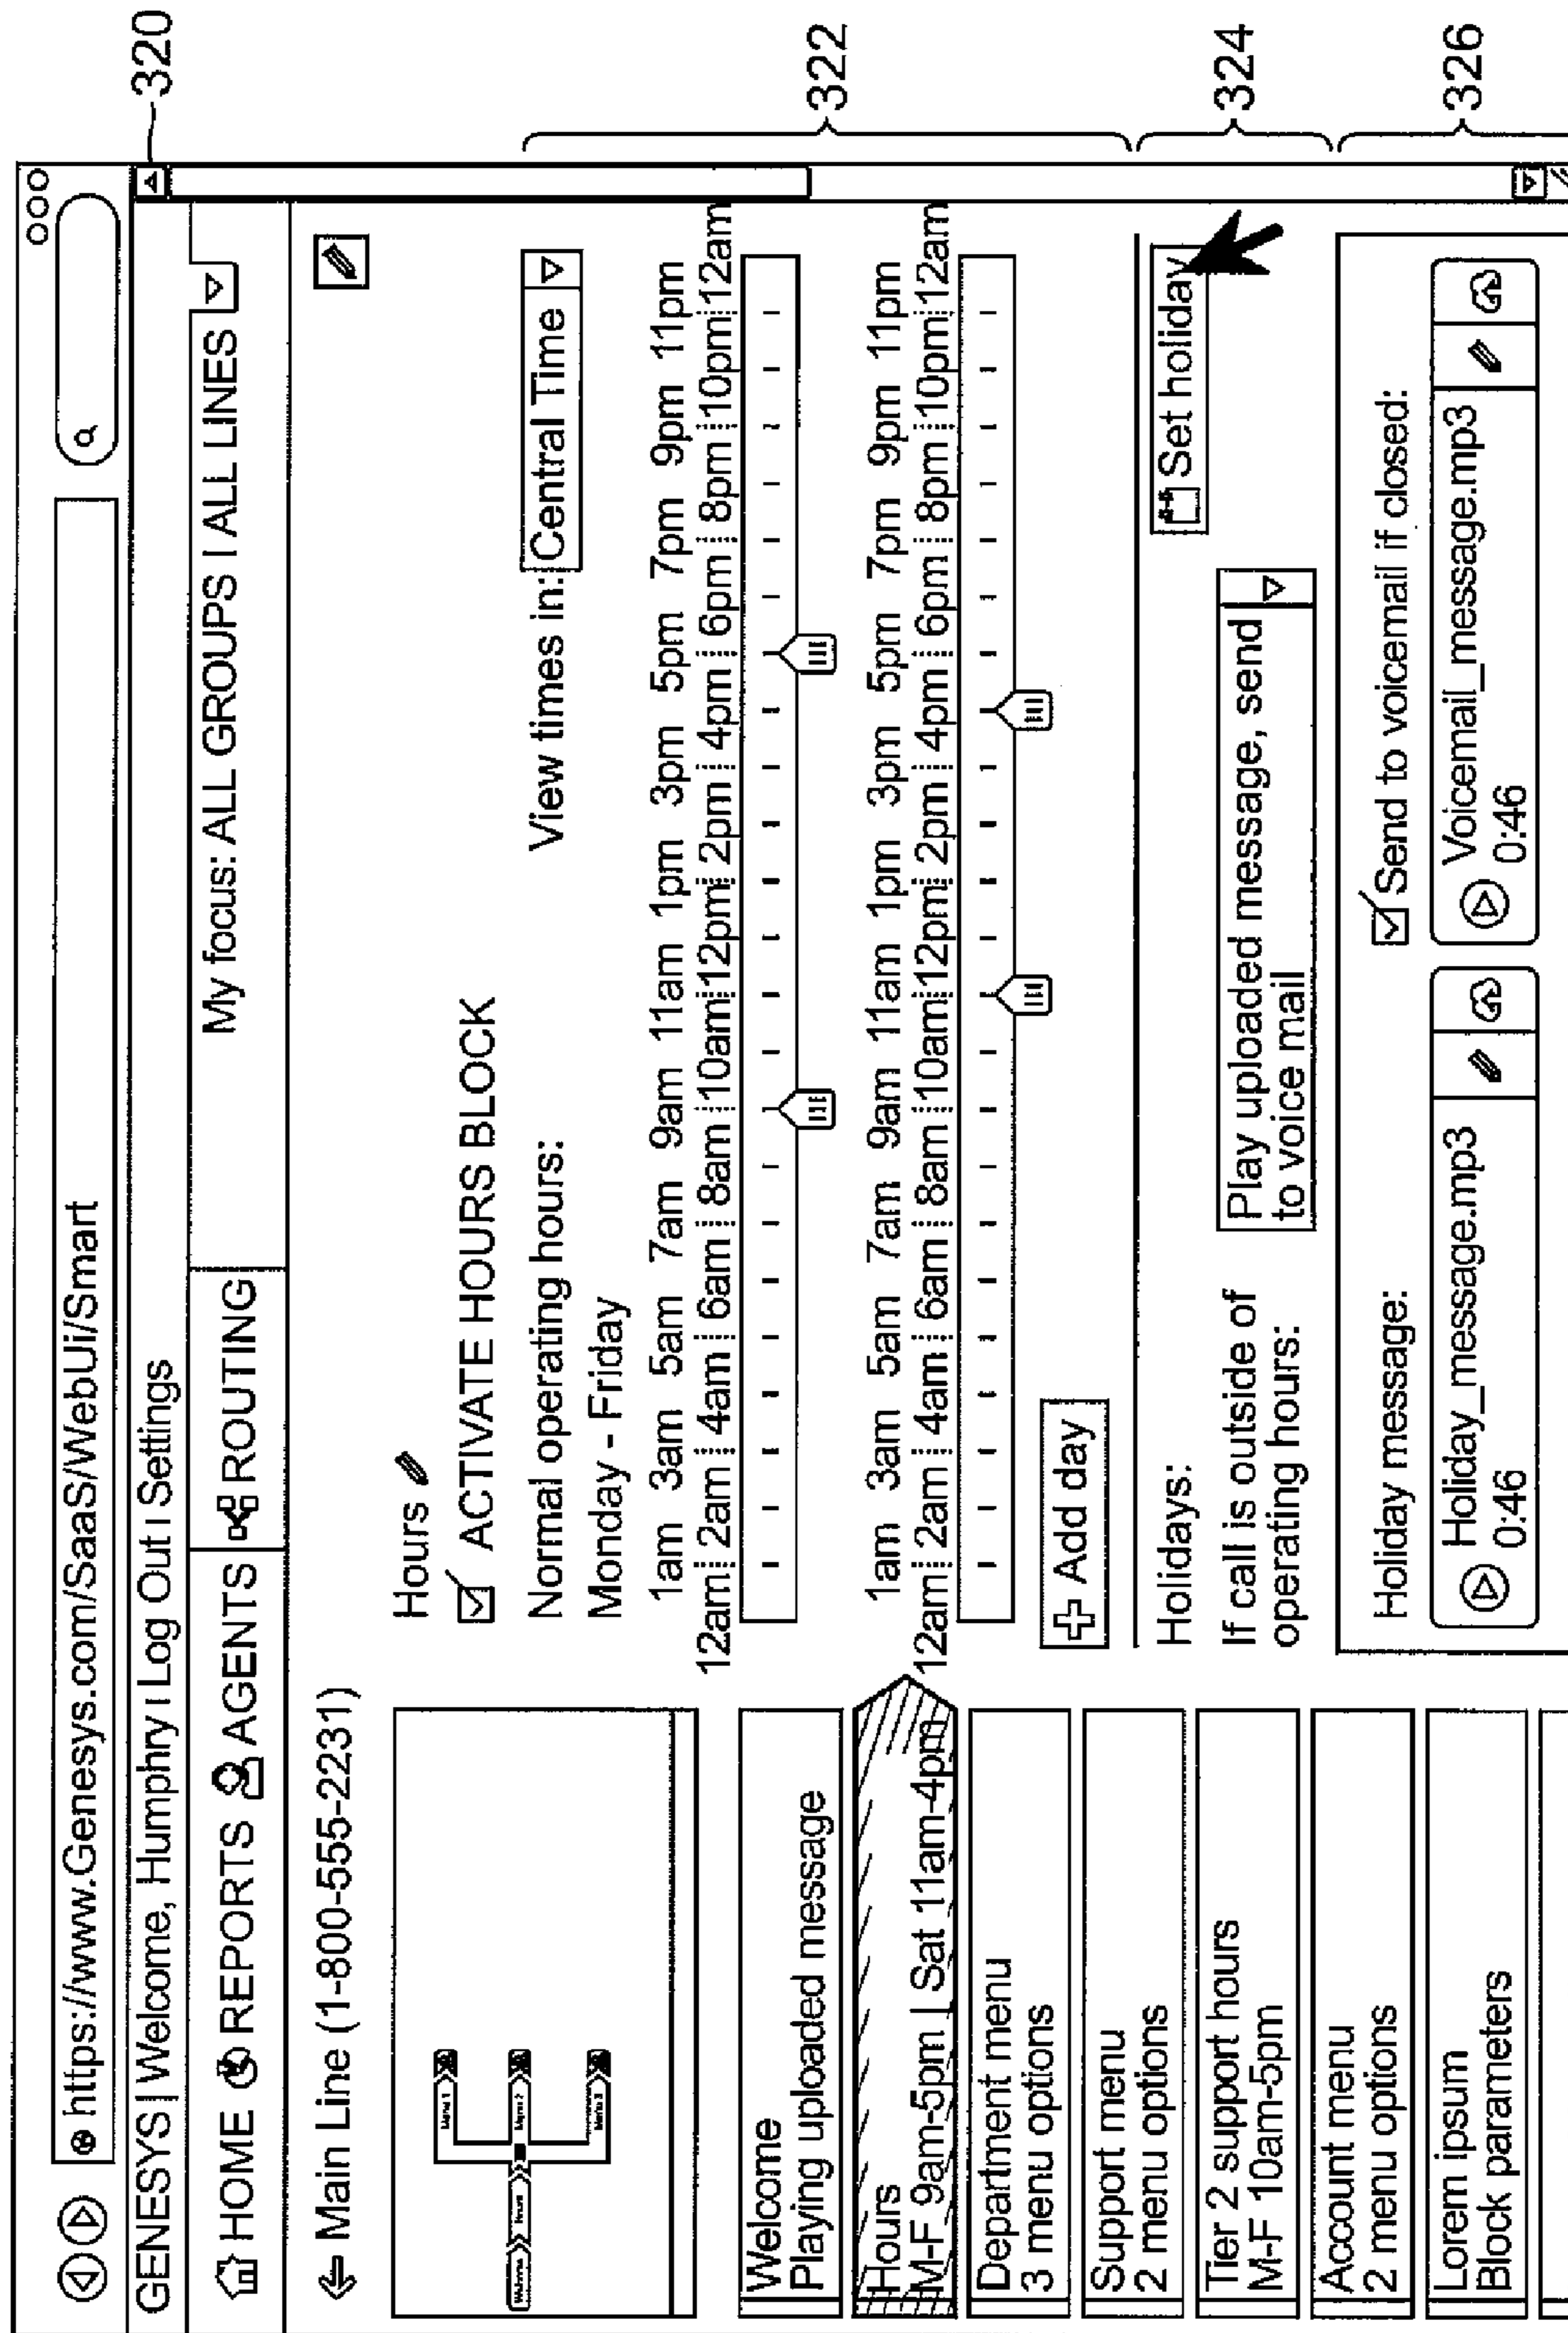 https://www.Genesys.com/SaaS/WebUi/Smart
GENESYS | Welcome, Humphry | Log Out | Settings
320
HOME REPORTS AGENTS ROUTING
My focus: ALL GROUPS | ALL LINES
Main Line (1-800-555-2231)
Menu 1
Welcome Hours Menu 2
Menu 3
Welcome
Playing uploaded message
Hours
M-F 9am-5pm | Sat 11am-4pm
Department menu
3 menu options
Support menu
2 menu options
Tier 2 support hours
M-F 10am-5pm
Account menu
2 menu options
Lorem ipsum
Block parameters
Hours
ACTIVATE HOURS BLOCK
Normal operating hours:
View times in: Central Time
Monday - Friday
1am 3am 5am 7am 9am 11am 1pm 3pm 5pm 7pm 9pm 11pm
12am 2am 4am 6am 8am 10am 12pm 2pm 4pm 6pm 8pm 10pm 12am
322
1am 3am 5am 7am 9am 11am 1pm 3pm 5pm 7pm 9pm 11pm
12am 2am 4am 6am 8am 10am 12pm 2pm 4pm 6pm 8pm 10pm 12am
Add day
Holidays:
Set holiday
324
If call is outside of
operating hours:
Play uploaded message, send
to voice mail
Holiday message:
Send to voicemail if closed:
326
Holiday_message.mp3
0:46
Voicemail_message.mp3
0:46